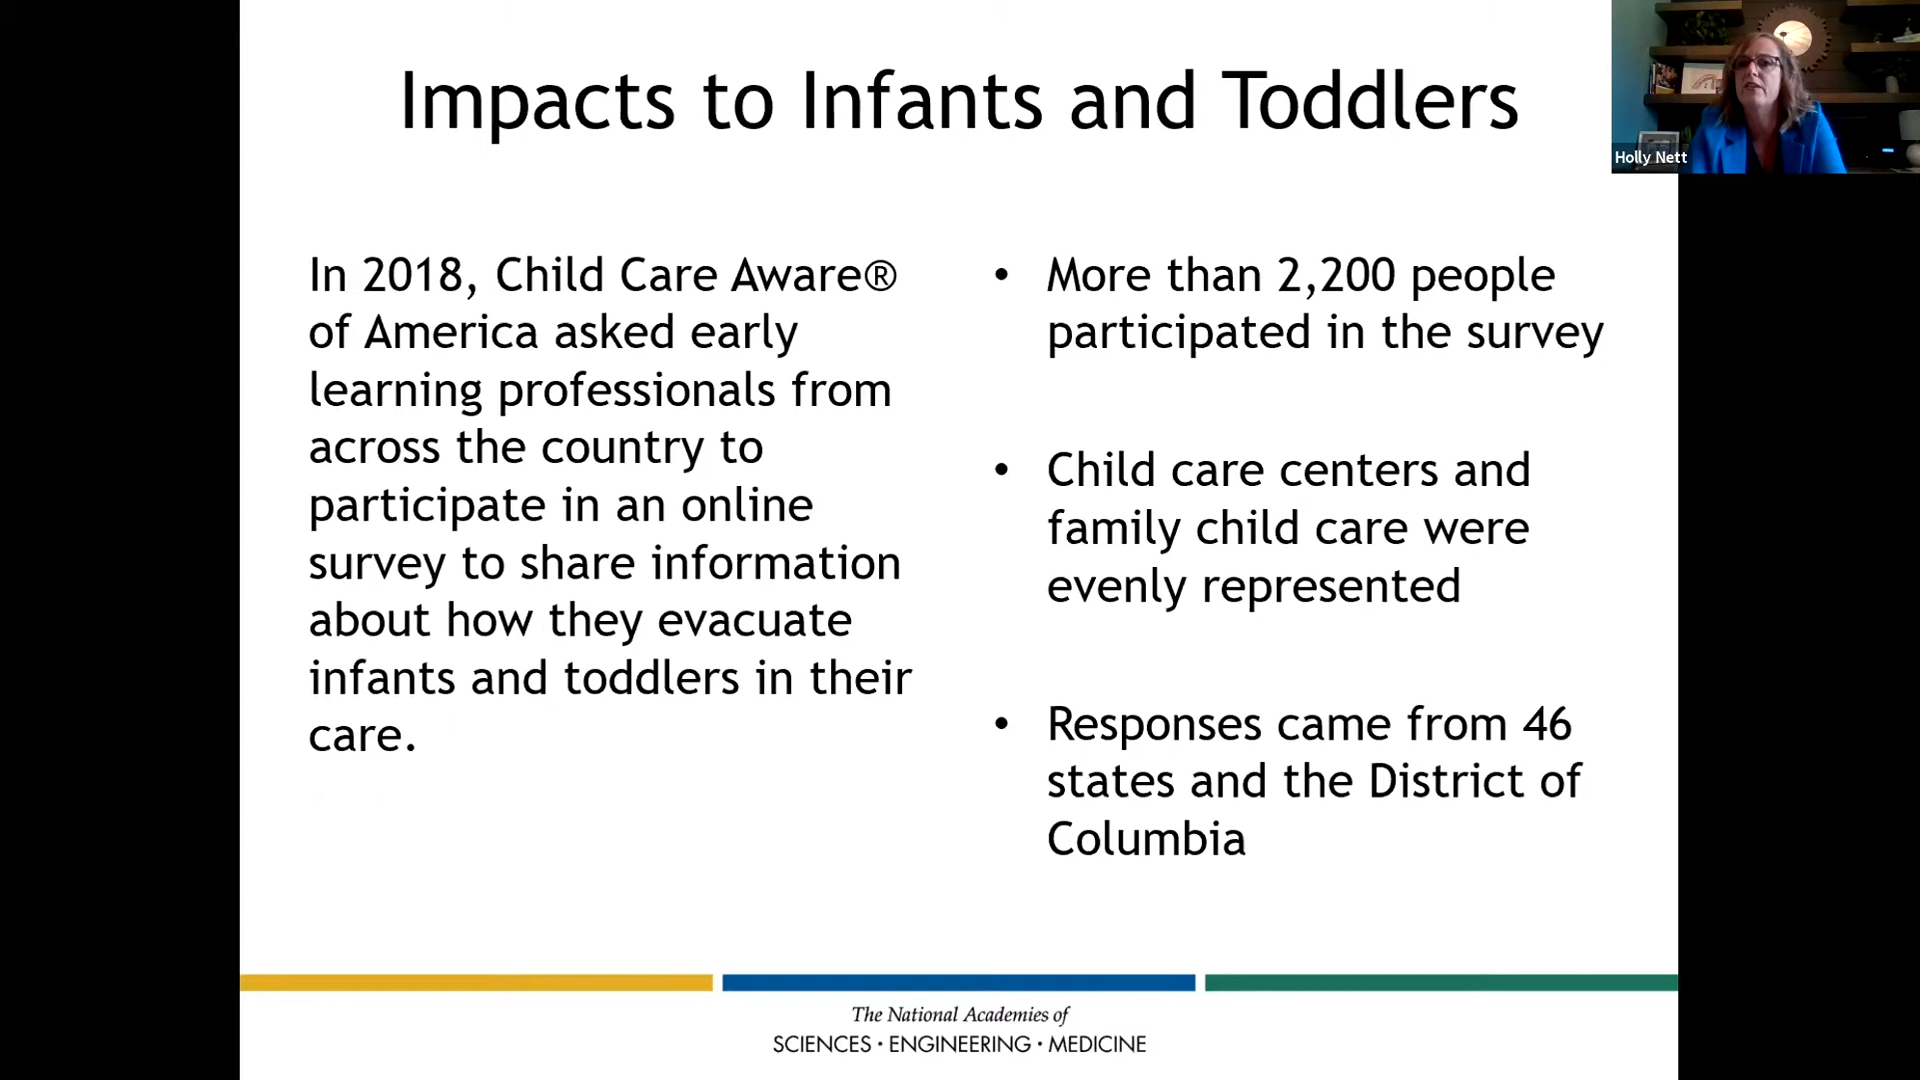 Impacts to Infants and Toddlers
Holly Nett
In 2018, Child Care Aware®
of America asked early
learning professionals from
across the country to
participate in an online
survey to share information
about how they evacuate
infants and toddlers in their
care.
• More than 2,200 people
participated in the survey
• Child care centers and
family child care were
evenly represented
• Responses came from 46
states and the District of
Columbia
The National Academies of
SCIENCES · ENGINEERING · MEDICINE